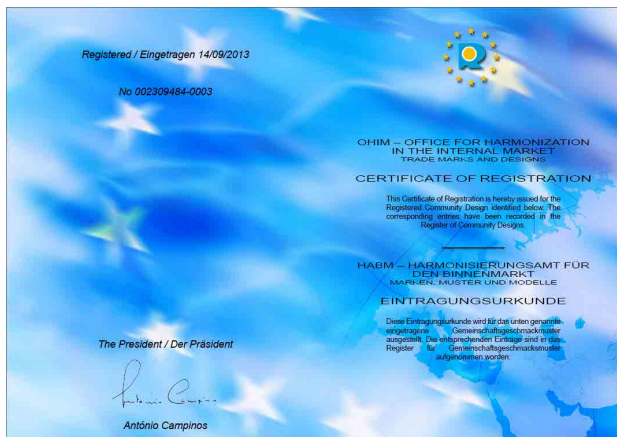 Registered / Eingetragen 14/09/2013
No 002309484-0003
The President / Der Präsident
António Campinos
OHIM – OFFICE FOR HARMONIZATION
IN THE INTERNAL MARKET
TRADE MARKS AND DESIGNS
CERTIFICATE OF REGISTRATION
This Certificate of Registration is hereby issued for the
Registered Community Design identified below. The
corresponding entries have been recorded in the
Register of Community Designs.
HABM – HARMONISIERUNGSAMT FÜR
DEN BINNENMARKT
MARKEN, MUSTER UND MODELLE
EINTRAGUNGSURKUNDE
Diese Eintragungsurkunde wird für das unten genannte
eingetragene Gemeinschaftsgeschmackmuster
ausgestellt. Die entsprechenden Einträge sind in das
Register für Gemeinschaftsgeschmacksmuster
aufgenommen worden.